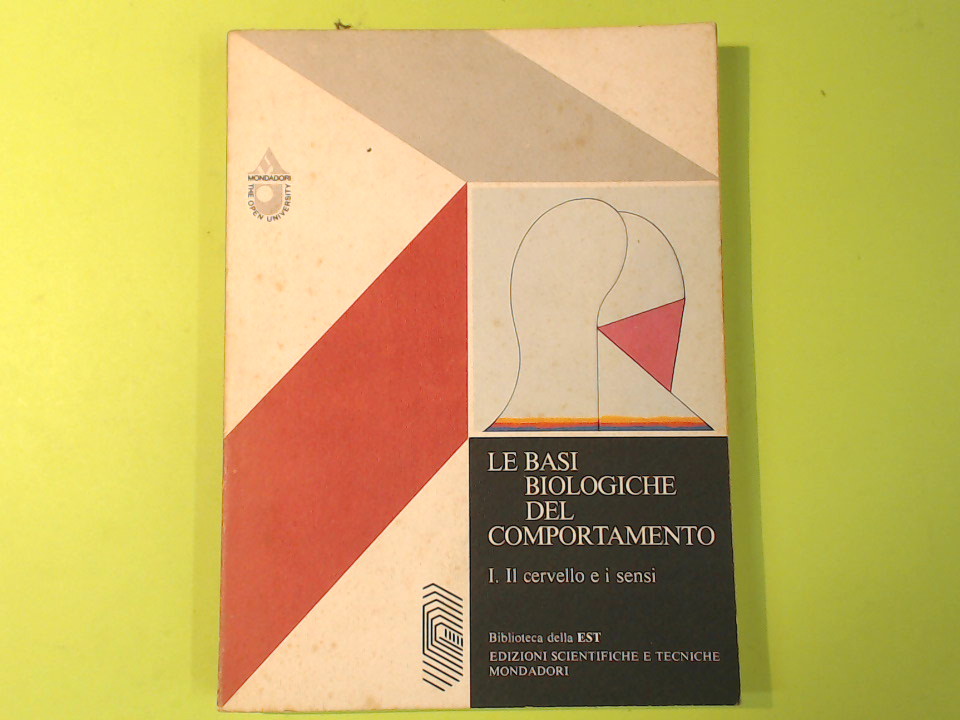 MONDADORI
THE OPEN UNIVERSITY
LE BASI
BIOLOGICHE
DEL
COMPORTAMENTO
I. Il cervello e i sensi
Biblioteca della EST
EDIZIONI SCIENTIFICHE E TECNICHE
MONDADORI